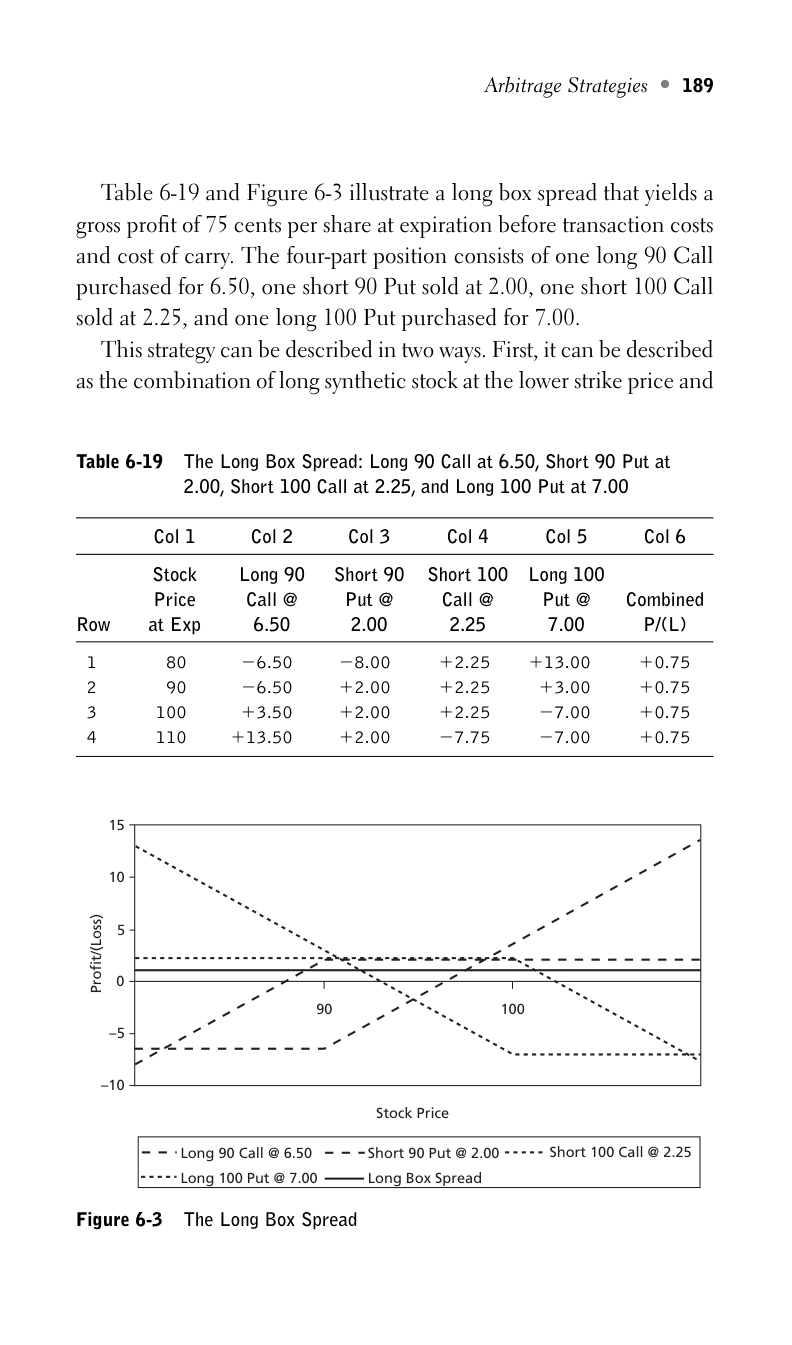 Arbitrage Strategies • 189
Table 6-19 and Figure 6-3 illustrate a long box spread that yields a
gross profit of 75 cents per share at expiration before transaction costs
and cost of carry. The four-part position consists of one long 90 Call
purchased for 6.50, one short 90 Put sold at 2.00, one short 100 Call
sold at 2.25, and one long 100 Put purchased for 7.00.
This strategy can be described in two ways. First, it can be described
as the combination of long synthetic stock at the lower strike price and
Table 6-19 The Long Box Spread: Long 90 Call at 6.50, Short 90 Put at
2.00, Short 100 Call at 2.25, and Long 100 Put at 7.00
Col 1 Col 2 Col 3 Col 4 Col 5 Col 6
Stock Long 90 Short 90 Short 100 Long 100
Price Call @ Put @ Call @ Put @ Combined
Row at Exp 6.50 2.00 2.25 7.00 P/(L)
1 80 −6.50 −8.00 +2.25 +13.00 +0.75
2 90 −6.50 +2.00 +2.25 +3.00 +0.75
3 100 +3.50 +2.00 +2.25 −7.00 +0.75
4 110 +13.50 +2.00 −7.75 −7.00 +0.75
15
10
5
0
−5
−10
Profit/(Loss)
90 100
Stock Price
Long 90 Call @ 6.50 Short 90 Put @ 2.00 Short 100 Call @ 2.25
Long 100 Put @ 7.00 Long Box Spread
Figure 6-3 The Long Box Spread